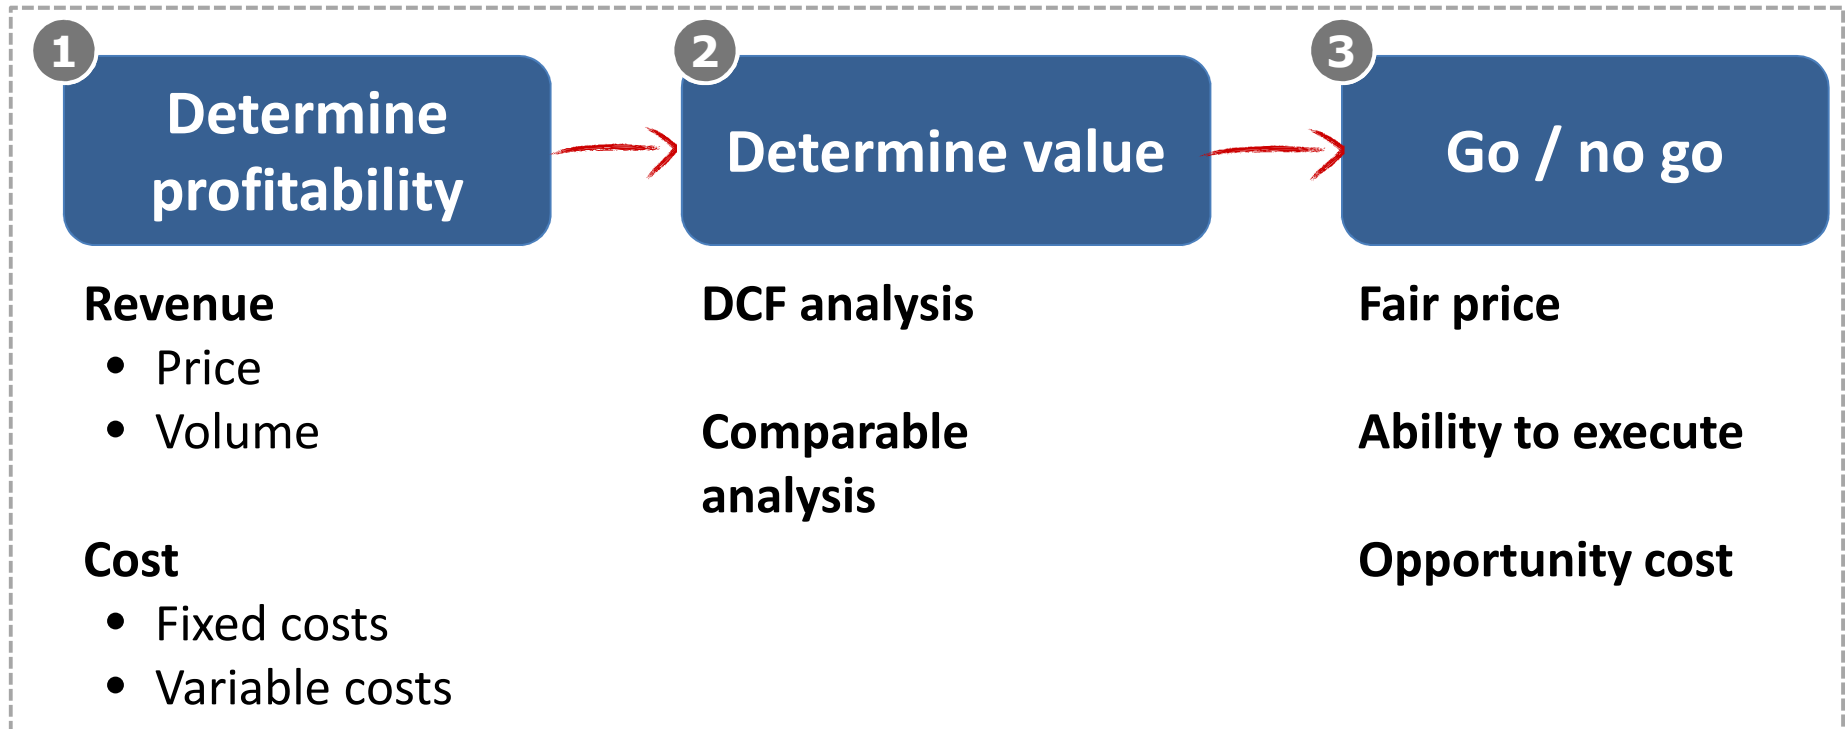 1
Determine
profitability
Revenue
• Price
• Volume
Cost
• Fixed costs
• Variable costs
2
Determine value
DCF analysis
Comparable
analysis
3
Go / no go
Fair price
Ability to execute
Opportunity cost